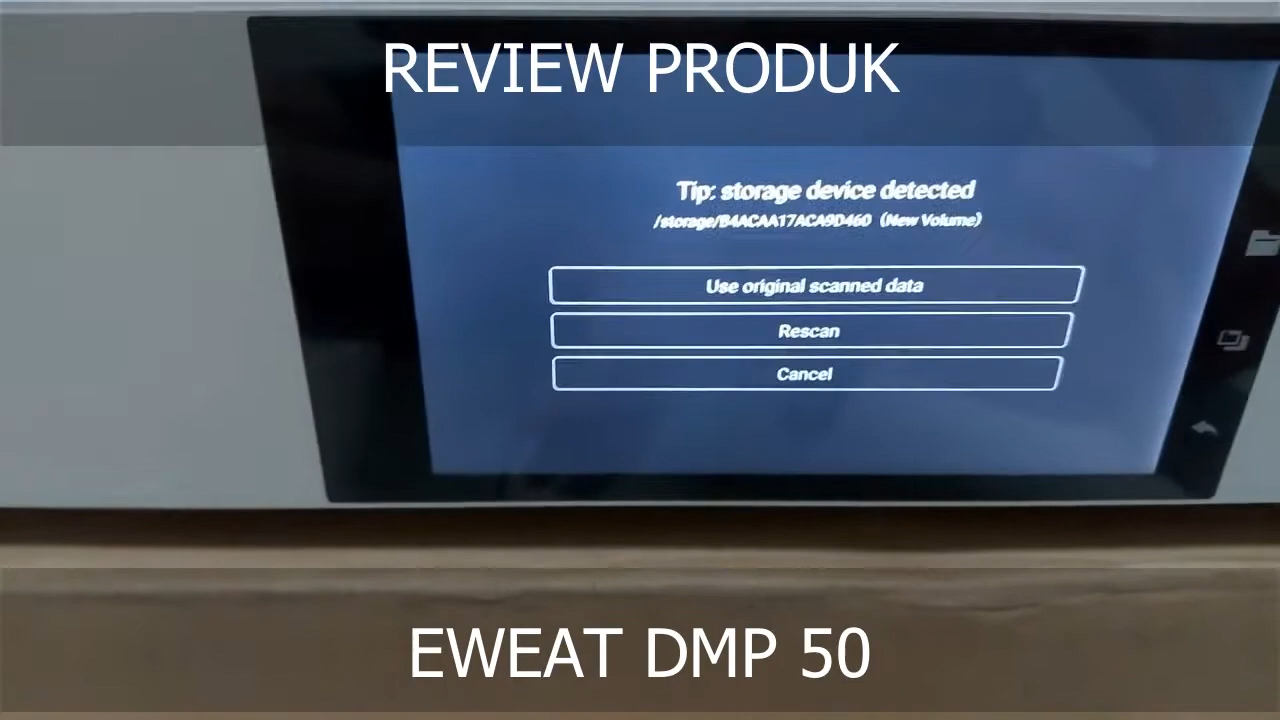 REVIEW PRODUK
Tip: storage device detected
/storage/B4ACAA17ACA9D460 (New Volume)
Use original scanned data
Rescan
Cancel
EWEAT DMP 50